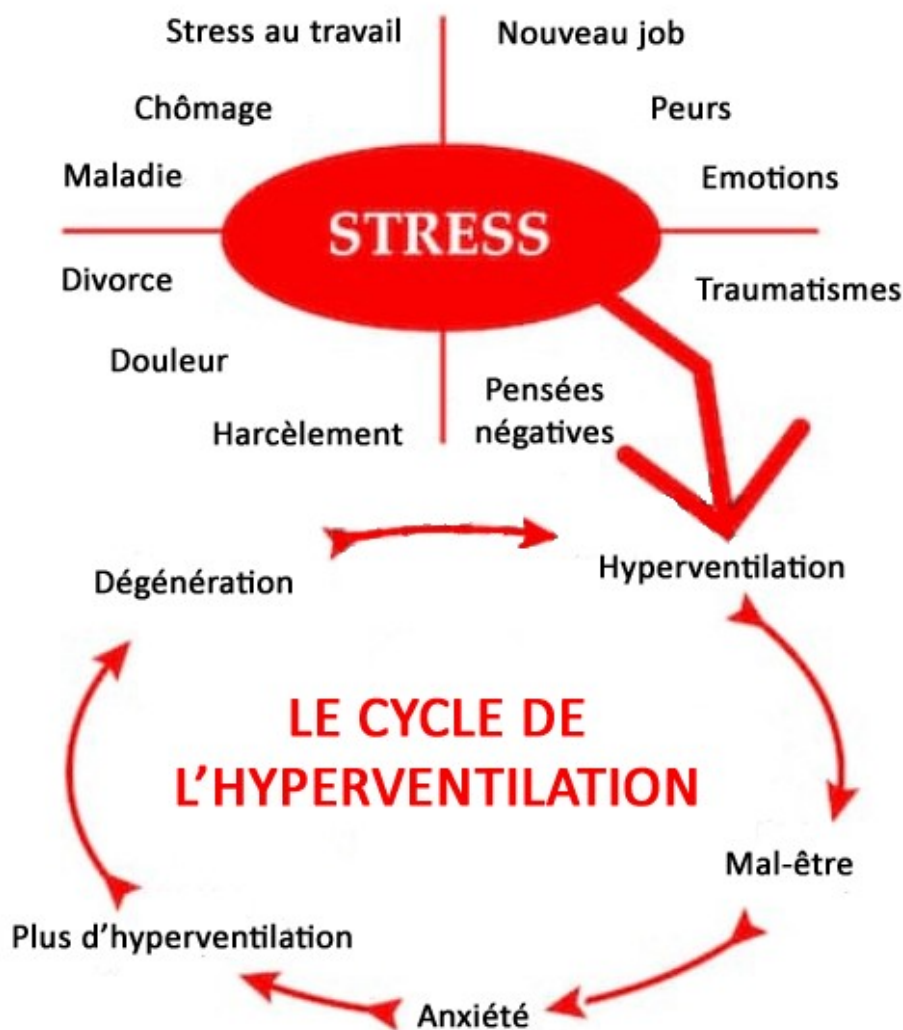 Stress au travail
Nouveau job
Chômage
Peurs
Maladie
Emotions
STRESS
Divorce
Traumatismes
Douleur
Pensées
négatives
Harcèlement
Hyperventilation
Dégénération
LE CYCLE DE
L'HYPERVENTILATION
Mal-être
Plus d'hyperventilation
Anxiété